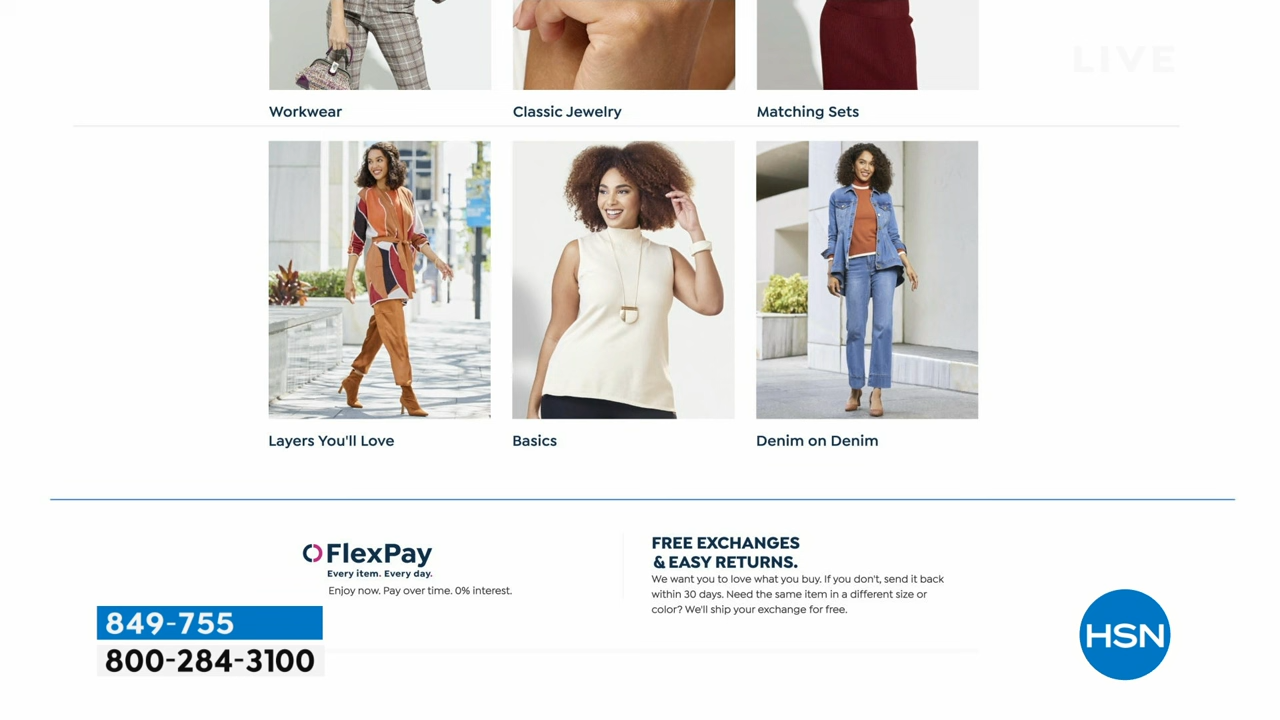 LIVE
Workwear
Classic Jewelry
Matching Sets
Layers You'll Love
Basics
Denim on Denim
FlexPay
Every item. Every day.
Enjoy now. Pay over time. 0% interest.
FREE EXCHANGES
& EASY RETURNS.
We want you to love what you buy. If you don't, send it back
within 30 days. Need the same item in a different size or
color? We'll ship your exchange for free.
849-755
800-284-3100
HSN